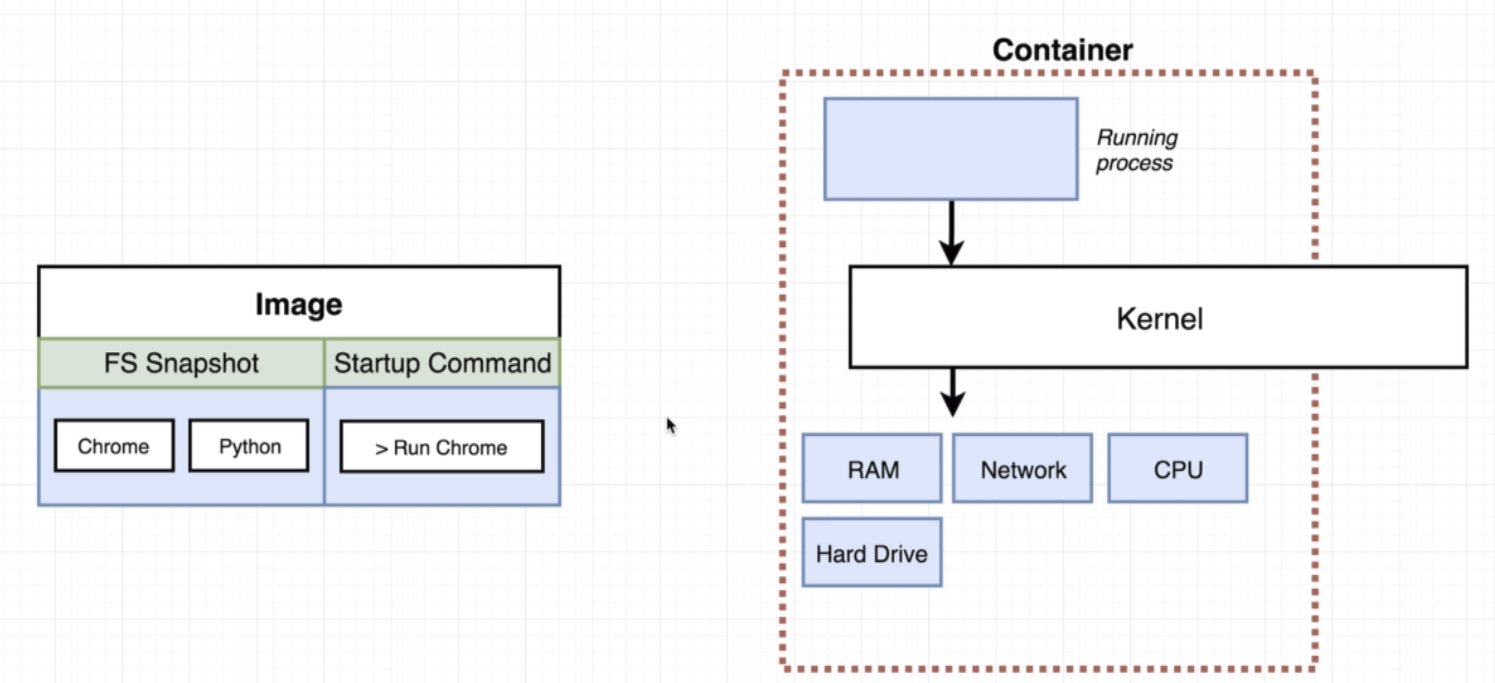 Container
Running
process
Image
Kernel
FS Snapshot
Startup Command
Chrome
Python
> Run Chrome
RAM
Network
CPU
Hard Drive